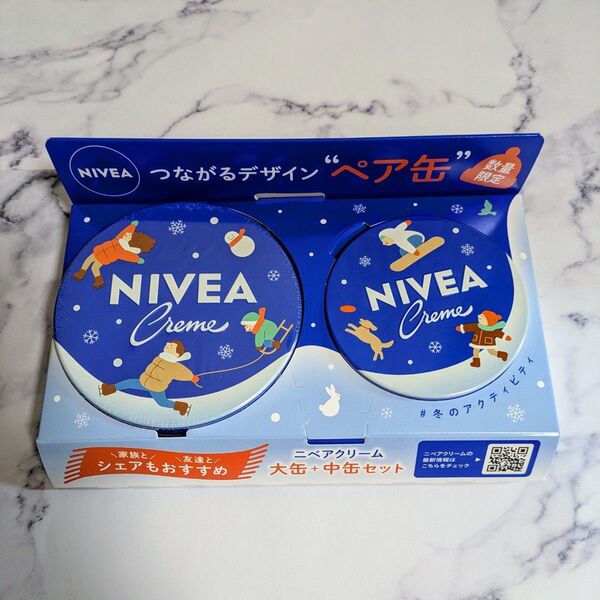 NIVEA
つながるデザイン “ペア缶”
数量
限定
NIVEA
Creme
NIVEA
Creme
#冬のアクティビティ
家族と 友達と
シェアもおすすめ
ニベアクリーム
大缶+中缶セット
ニベアクリームの
最新情報は
こちらをチェック